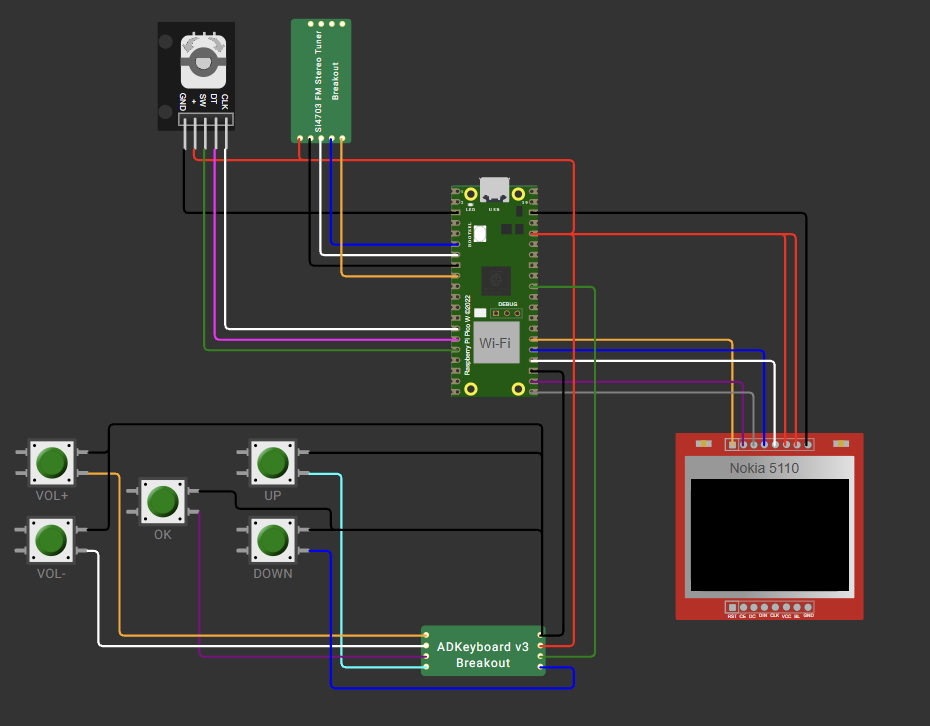 GND
+
SW
DT
CLK
Si4703 FM Stereo Tuner
Breakout
LED
USB
BOOTSEL
DEBUG
Raspberry Pi Pico W ©2022
Wi-Fi
Nokia 5110
RST CE DC DIN CLK VCC BL GND
VOL+
UP
OK
VOL-
DOWN
ADKeyboard v3
Breakout